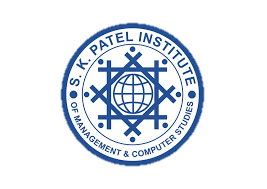 S. K. PATEL INSTITUTE
OF MANAGEMENT & COMPUTER STUDIES